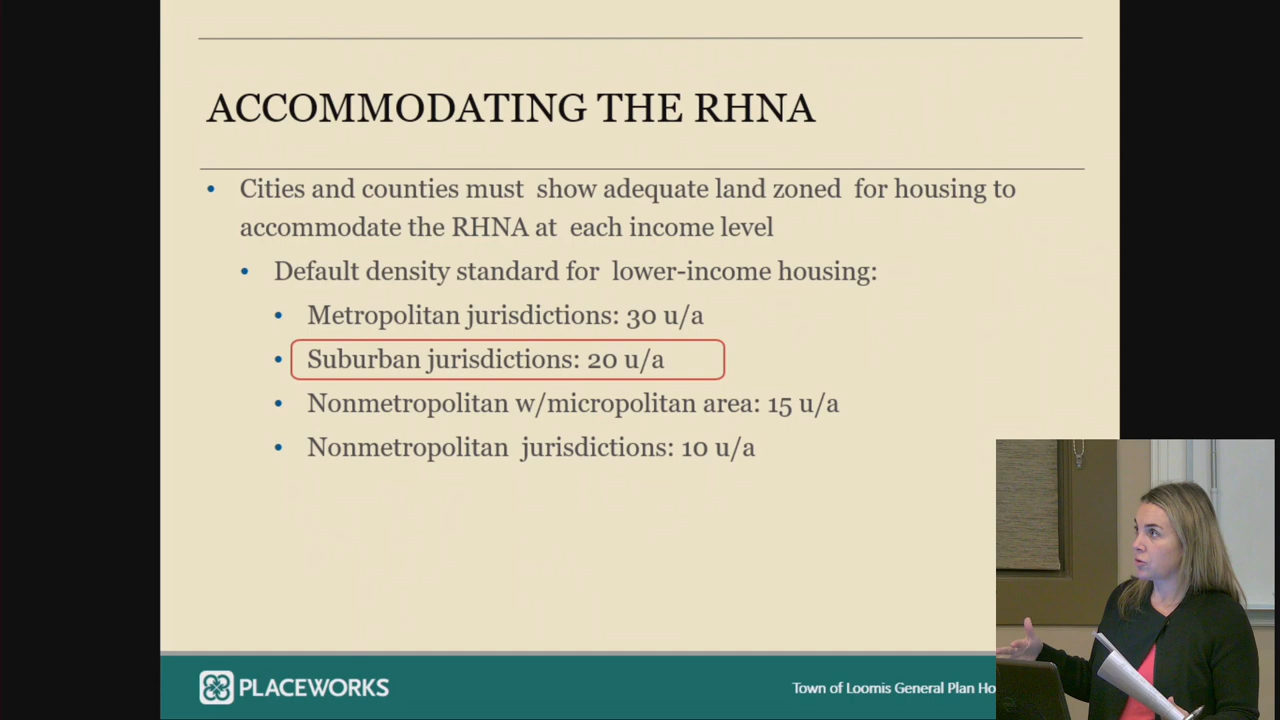 ACCOMMODATING THE RHNA
• Cities and counties must show adequate land zoned for housing to
accommodate the RHNA at each income level
• Default density standard for lower-income housing:
• Metropolitan jurisdictions: 30 u/a
• Suburban jurisdictions: 20 u/a
• Nonmetropolitan w/micropolitan area: 15 u/a
• Nonmetropolitan jurisdictions: 10 u/a
PLACEWORKS
Town of Loomis General Plan Ho